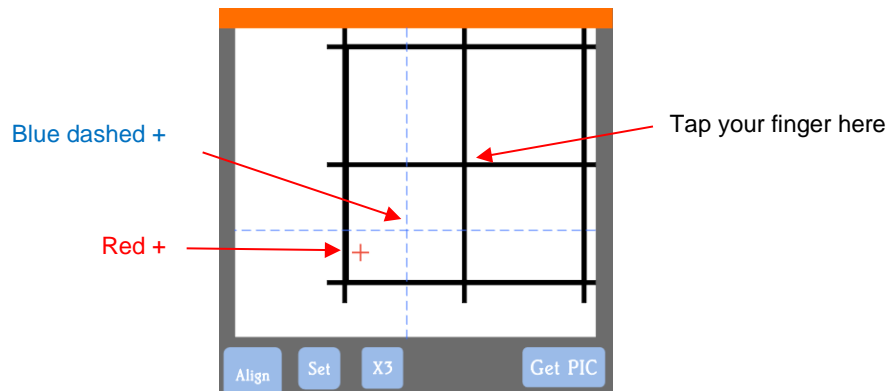 Tap your finger here
Blue dashed +
Red +
Align
Set
X3
Get PIC